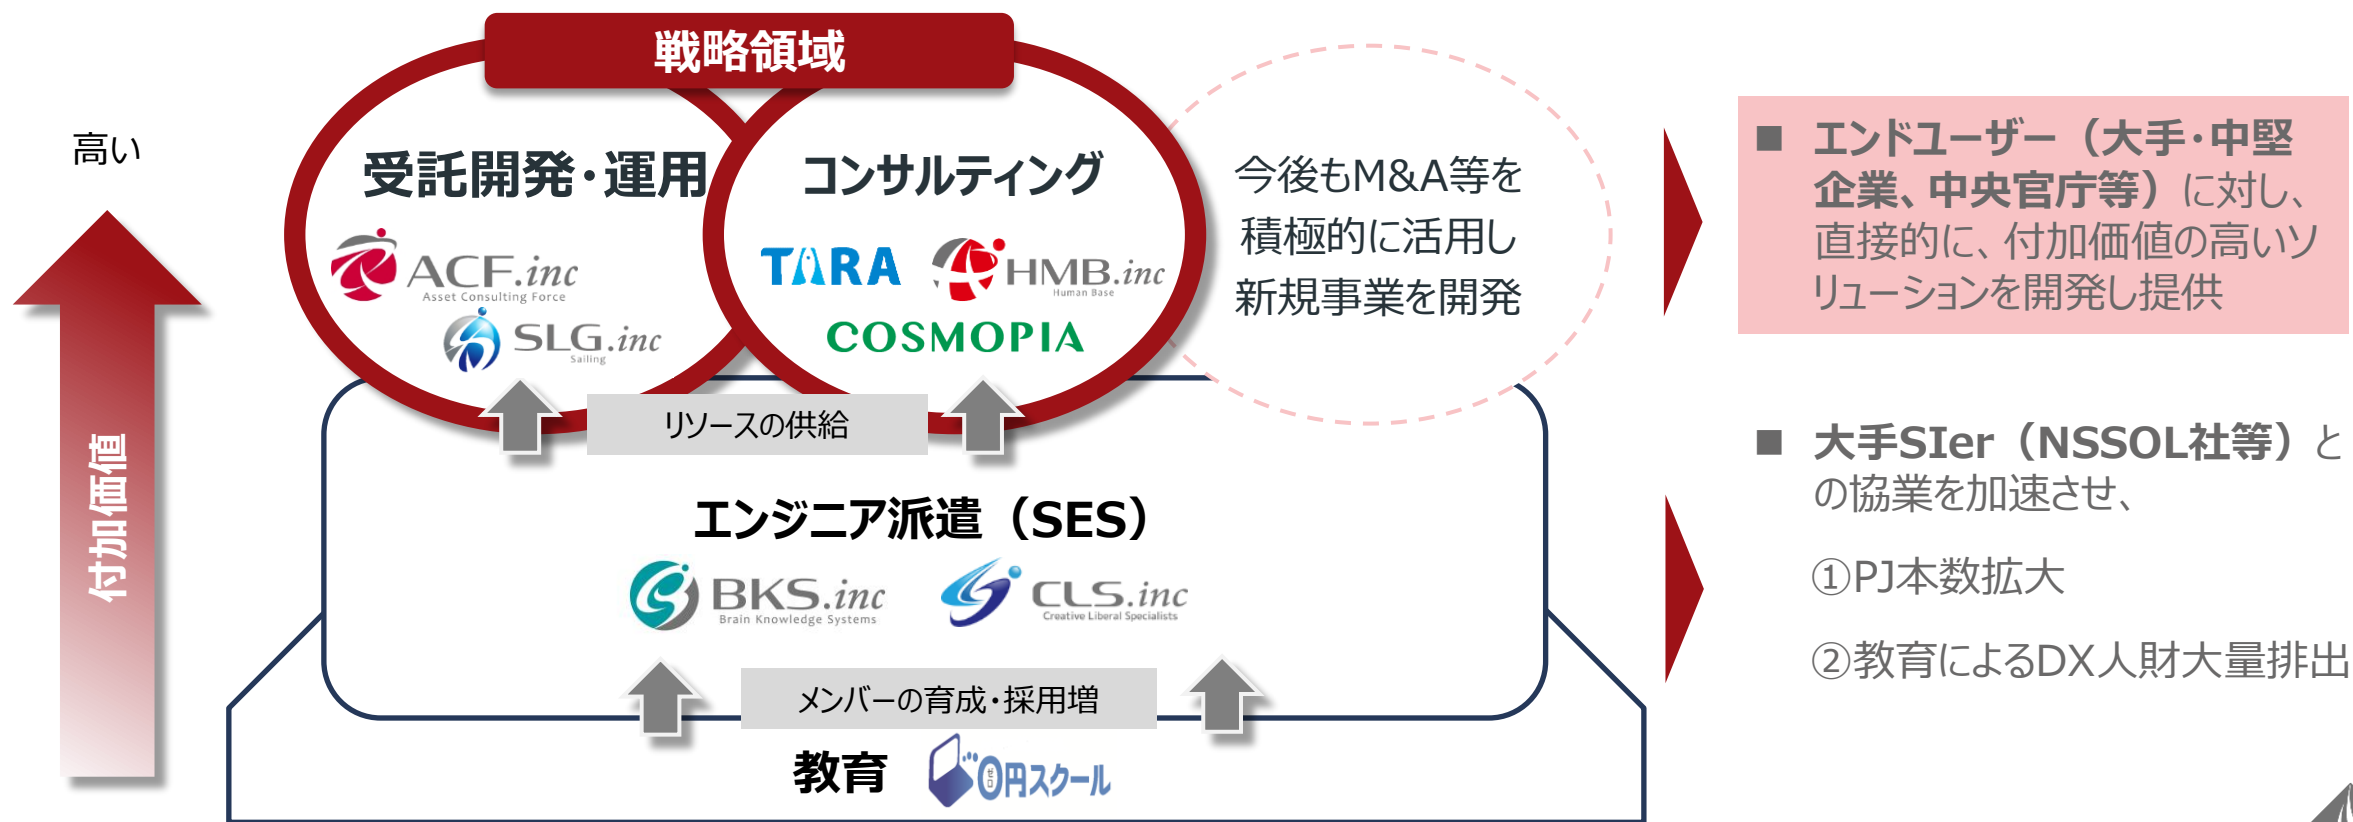 戦略領域
高い
付加価値
受託開発・運用
ACF.inc
Asset Consulting Force
SLG.inc
Sailing
コンサルティング
TARA
HMB.inc
Human Base
COSMOPIA
今後もM&A等を
積極的に活用し
新規事業を開発
リソースの供給
エンジニア派遣（SES）
BKS.inc
Brain Knowledge Systems
CLS.inc
Creative Liberal Specialists
メンバーの育成・採用増
教育
0円スクール
ゼロ
■ エンドユーザー（大手・中堅
企業、中央官庁等）に対し、
直接的に、付加価値の高いソ
リューションを開発し提供
■ 大手SIer（NSSOL社等）と
の協業を加速させ、
①PJ本数拡大
②教育によるDX人財大量排出